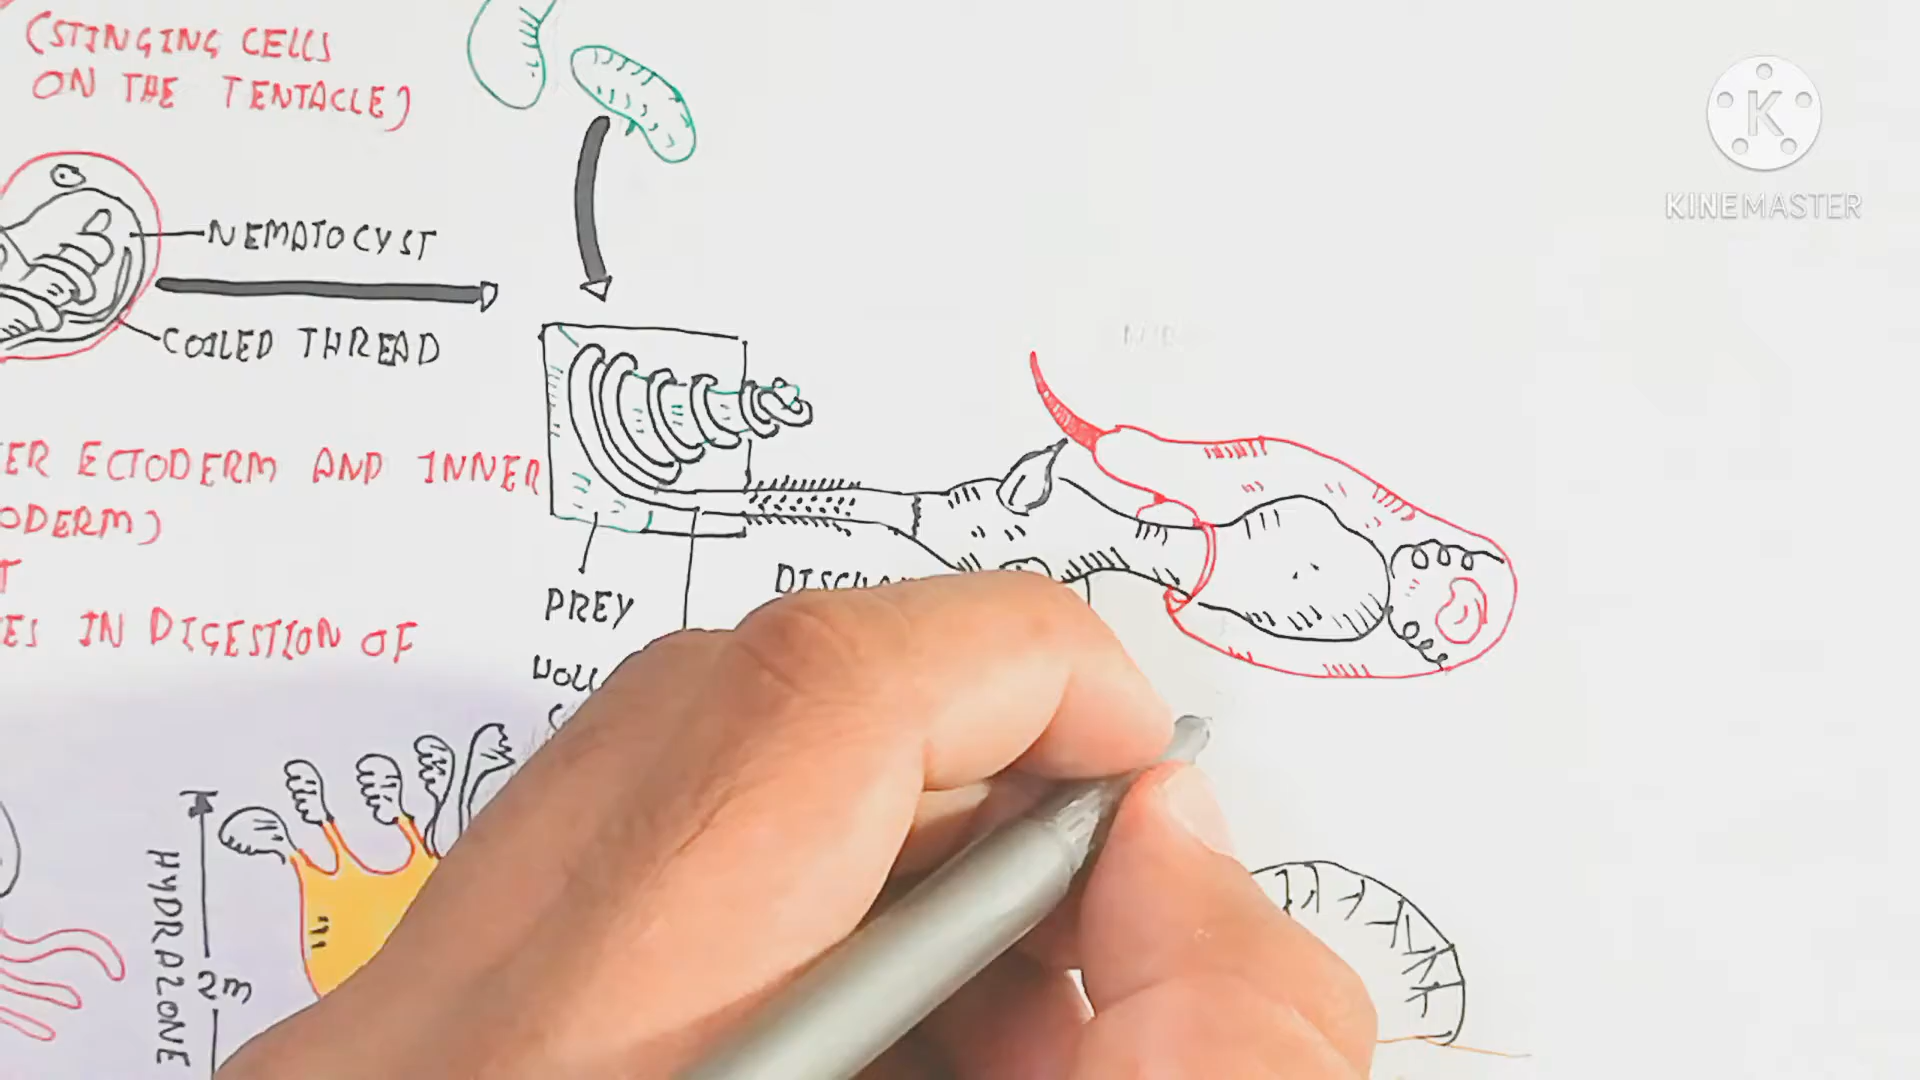 (STINGING CELLS
ON THE TENTACLE)
NEMATOCYST
COILED THREAD
ER ECTODERM AND INNER
ODERM)
T
ES IN DIGESTION OF
PREY
HYDRAZONE
2m
K
KINEMASTER